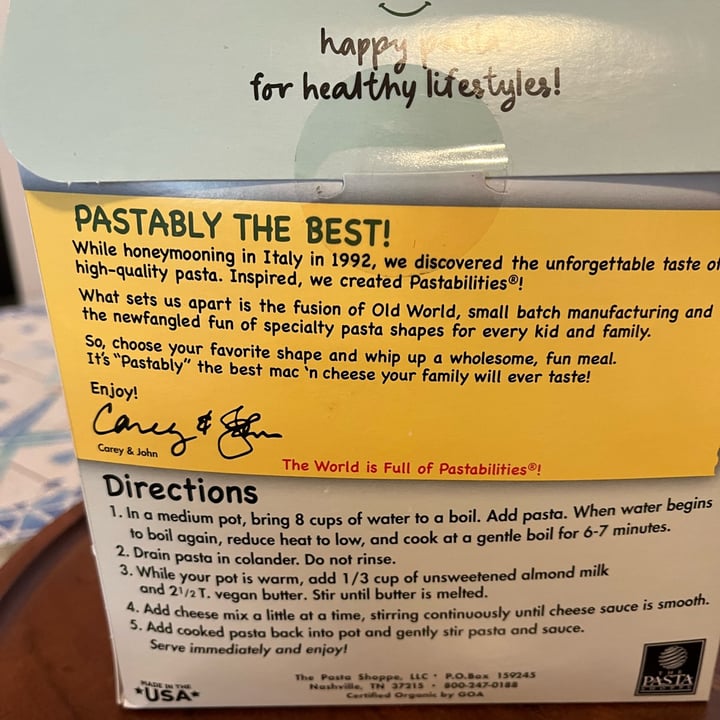 happy pasta
for healthy lifestyles!
PASTABLY THE BEST!
While honeymooning in Italy in 1992, we discovered the unforgettable taste of
high-quality pasta. Inspired, we created Pastabilities®!
What sets us apart is the fusion of Old World, small batch manufacturing and
the newfangled fun of specialty pasta shapes for every kid and family.
So, choose your favorite shape and whip up a wholesome, fun meal.
It's "Pastably" the best mac 'n cheese your family will ever taste!
Enjoy!
Carey & John
Carey & John
The World is Full of Pastabilities®!
Directions
1. In a medium pot, bring 8 cups of water to a boil. Add pasta. When water begins
to boil again, reduce heat to low, and cook at a gentle boil for 6-7 minutes.
2. Drain pasta in colander. Do not rinse.
3. While your pot is warm, add 1/3 cup of unsweetened almond milk
and 2 1/2 T. vegan butter. Stir until butter is melted.
4. Add cheese mix a little at a time, stirring continuously until cheese sauce is smooth.
5. Add cooked pasta back into pot and gently stir pasta and sauce.
Serve immediately and enjoy!
MADE IN THE
*USA*
The Pasta Shoppe, LLC • P.O.Box 159245
Nashville, TN 37215 • 800-247-0188
Certified Organic by GOA
THE
PASTA
SHOPPE